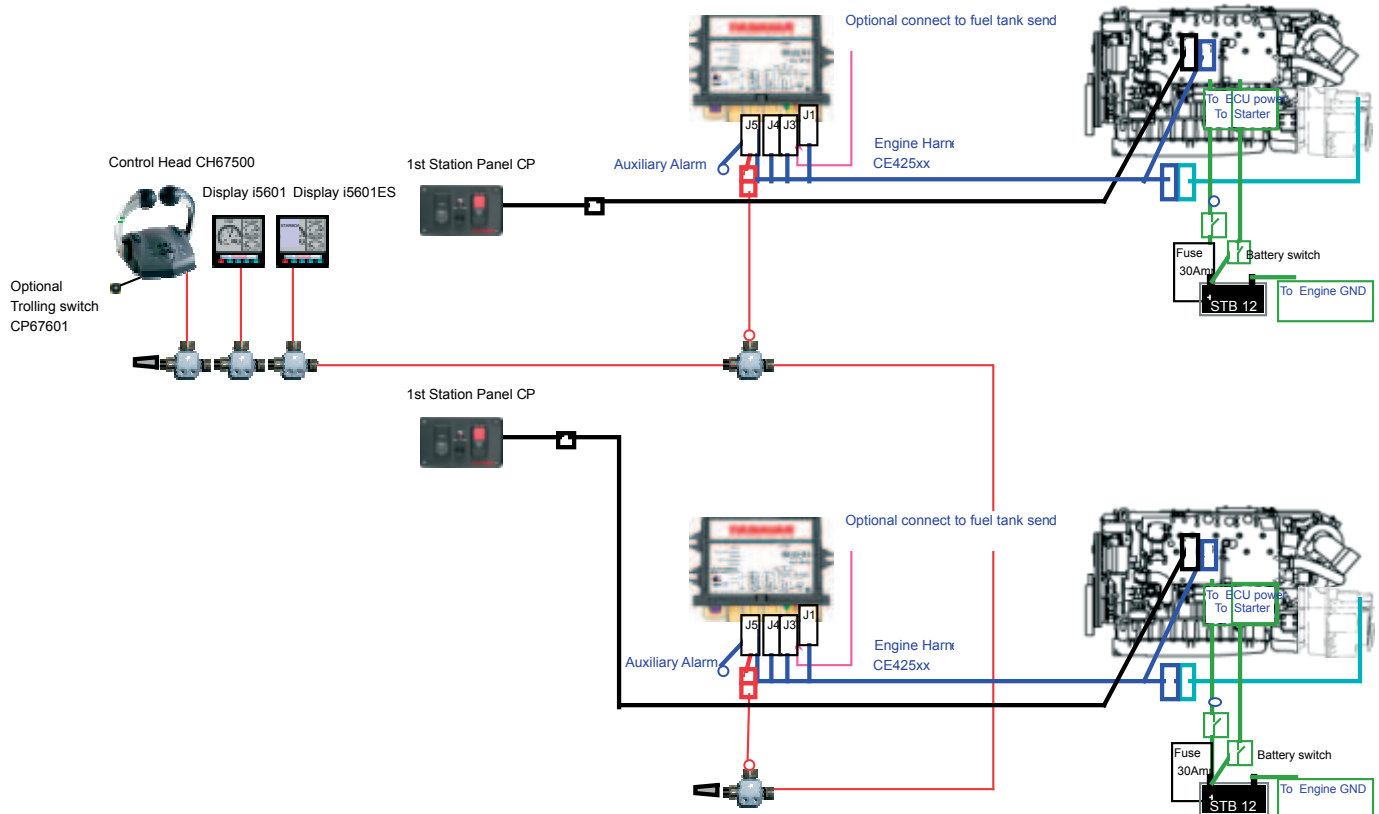 Optional connect to fuel tank send
To ECU power
To Starter
J5
J4
J3
J1
Engine Harne
CE425xx
Auxiliary Alarm
Control Head CH67500
1st Station Panel CP
Display i5601
Display i5601ES
Optional
Trolling switch
CP67601
Fuse
30Am
Battery switch
STB 12
To Engine GND
1st Station Panel CP
Optional connect to fuel tank send
To ECU power
To Starter
J5
J4
J3
J1
Engine Harne
CE425xx
Auxiliary Alarm
Fuse
30Am
Battery switch
STB 12
To Engine GND